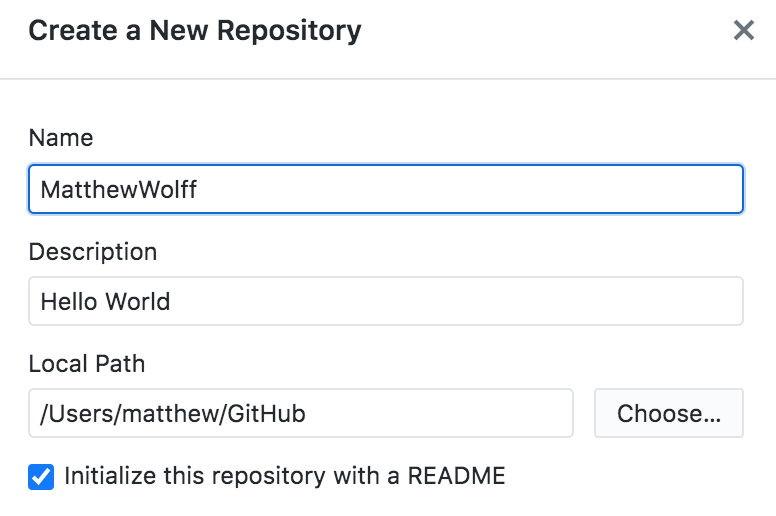 Create a New Repository
Name
MatthewWolff
Description
Hello World
Local Path
/Users/matthew/GitHub
Choose...
Initialize this repository with a README